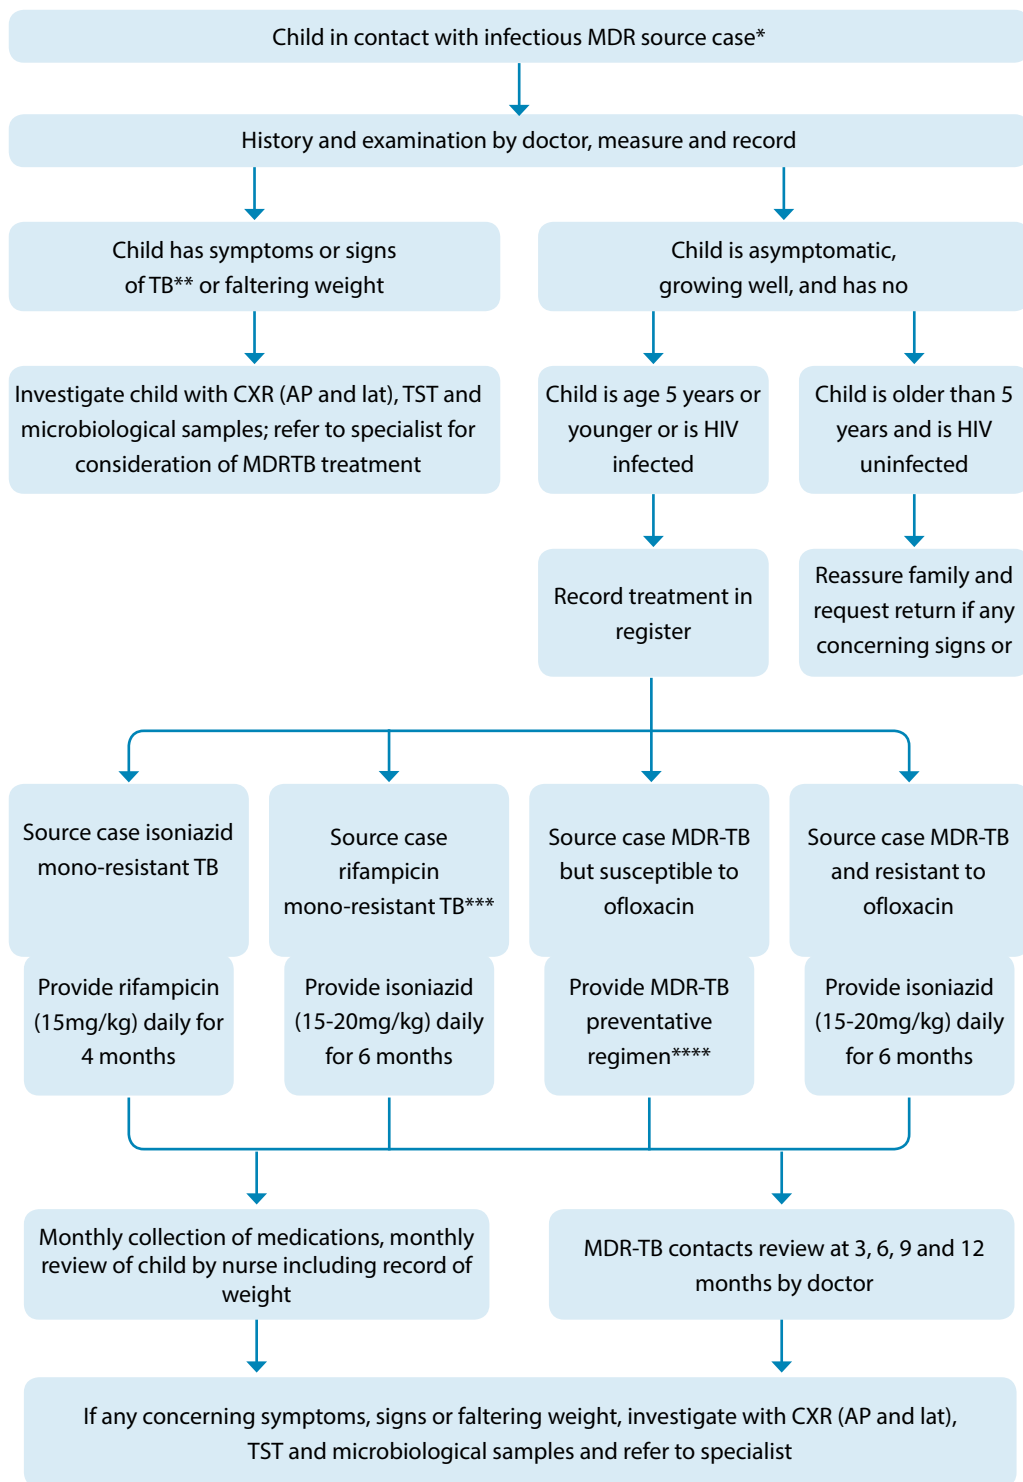 Child in contact with infectious MDR source case*
History and examination by doctor, measure and record
Child has symptoms or signs
of TB** or faltering weight
Child is asymptomatic,
growing well, and has no
Investigate child with CXR (AP and lat), TST and
microbiological samples; refer to specialist for
consideration of MDRTB treatment
Child is age 5 years or
younger or is HIV
infected
Child is older than 5
years and is HIV
uninfected
Record treatment in
register
Reassure family and
request return if any
concerning signs or
Source case isoniazid
mono-resistant TB
Source case
rifampicin
mono-resistant TB***
Source case MDR-TB
but susceptible to
ofloxacin
Source case MDR-TB
and resistant to
ofloxacin
Provide rifampicin
(15mg/kg) daily for
4 months
Provide isoniazid
(15-20mg/kg) daily
for 6 months
Provide MDR-TB
preventative
regimen****
Provide isoniazid
(15-20mg/kg) daily
for 6 months
Monthly collection of medications, monthly
review of child by nurse including record of
weight
MDR-TB contacts review at 3, 6, 9 and 12
months by doctor
If any concerning symptoms, signs or faltering weight, investigate with CXR (AP and lat),
TST and microbiological samples and refer to specialist